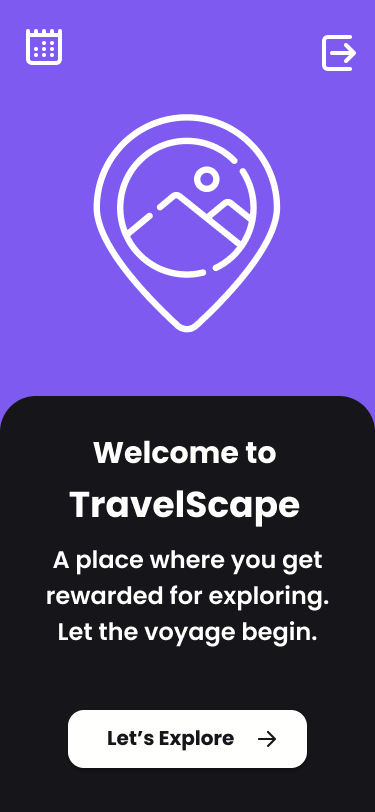 Welcome to
TravelScape
A place where you get
rewarded for exploring.
Let the voyage begin.
Let’s Explore